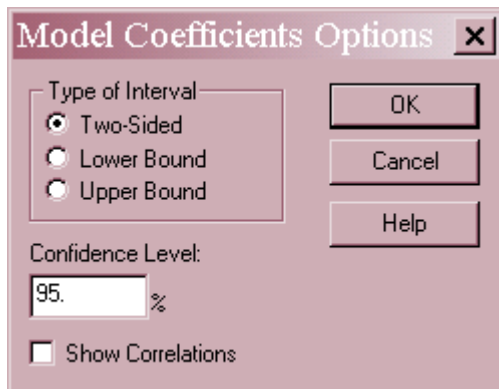 Model Coefficients Options
Type of Interval
Two-Sided
Lower Bound
Upper Bound
OK
Cancel
Help
Confidence Level:
95. %
Show Correlations